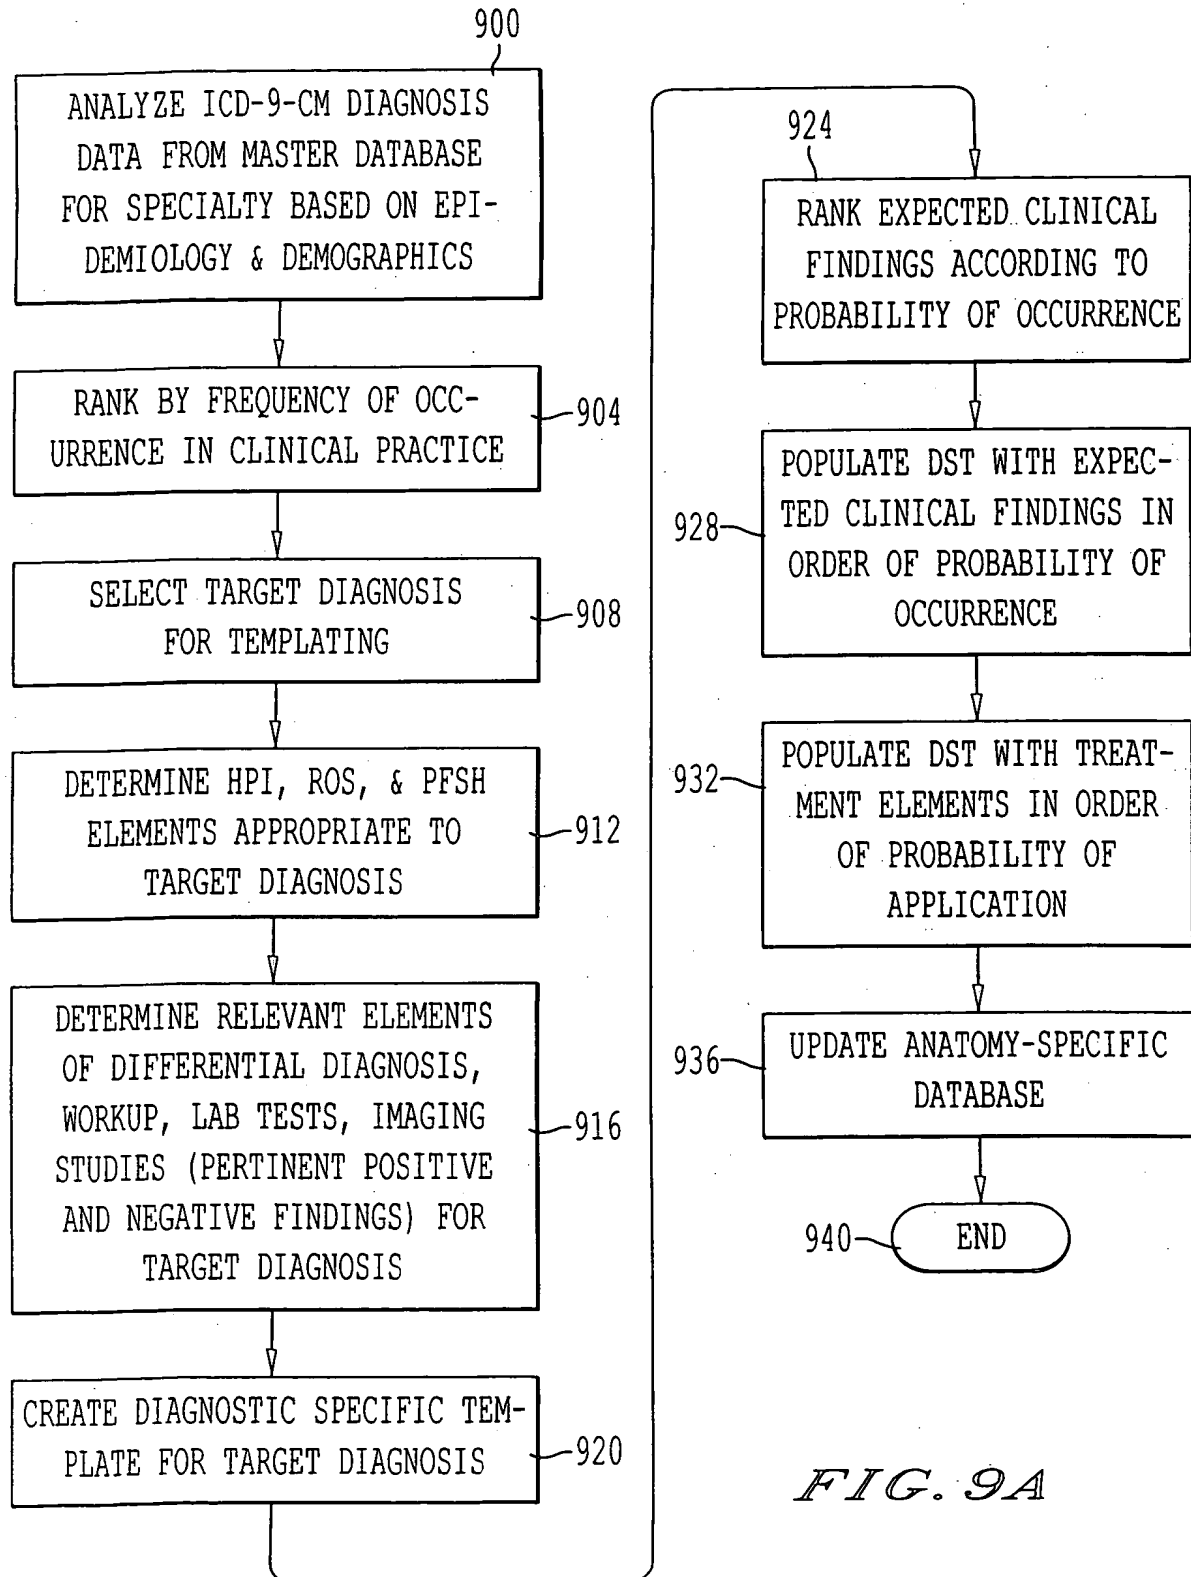 900
ANALYZE ICD-9-CM DIAGNOSIS
DATA FROM MASTER DATABASE
FOR SPECIALTY BASED ON EPI-
DEMIOLOGY & DEMOGRAPHICS
RANK BY FREQUENCY OF OCC-
URRENCE IN CLINICAL PRACTICE
904
SELECT TARGET DIAGNOSIS
FOR TEMPLATING
908
DETERMINE HPI, ROS, & PFSH
ELEMENTS APPROPRIATE TO
TARGET DIAGNOSIS
912
DETERMINE RELEVANT ELEMENTS
OF DIFFERENTIAL DIAGNOSIS,
WORKUP, LAB TESTS, IMAGING
STUDIES (PERTINENT POSITIVE
AND NEGATIVE FINDINGS) FOR
TARGET DIAGNOSIS
916
CREATE DIAGNOSTIC SPECIFIC TEM-
PLATE FOR TARGET DIAGNOSIS
920
924
RANK EXPECTED CLINICAL
FINDINGS ACCORDING TO
PROBABILITY OF OCCURRENCE
928
POPULATE DST WITH EXPEC-
TED CLINICAL FINDINGS IN
ORDER OF PROBABILITY OF
OCCURRENCE
932
POPULATE DST WITH TREAT-
MENT ELEMENTS IN ORDER
OF PROBABILITY OF
APPLICATION
936
UPDATE ANATOMY-SPECIFIC
DATABASE
940
END
FIG. 9A